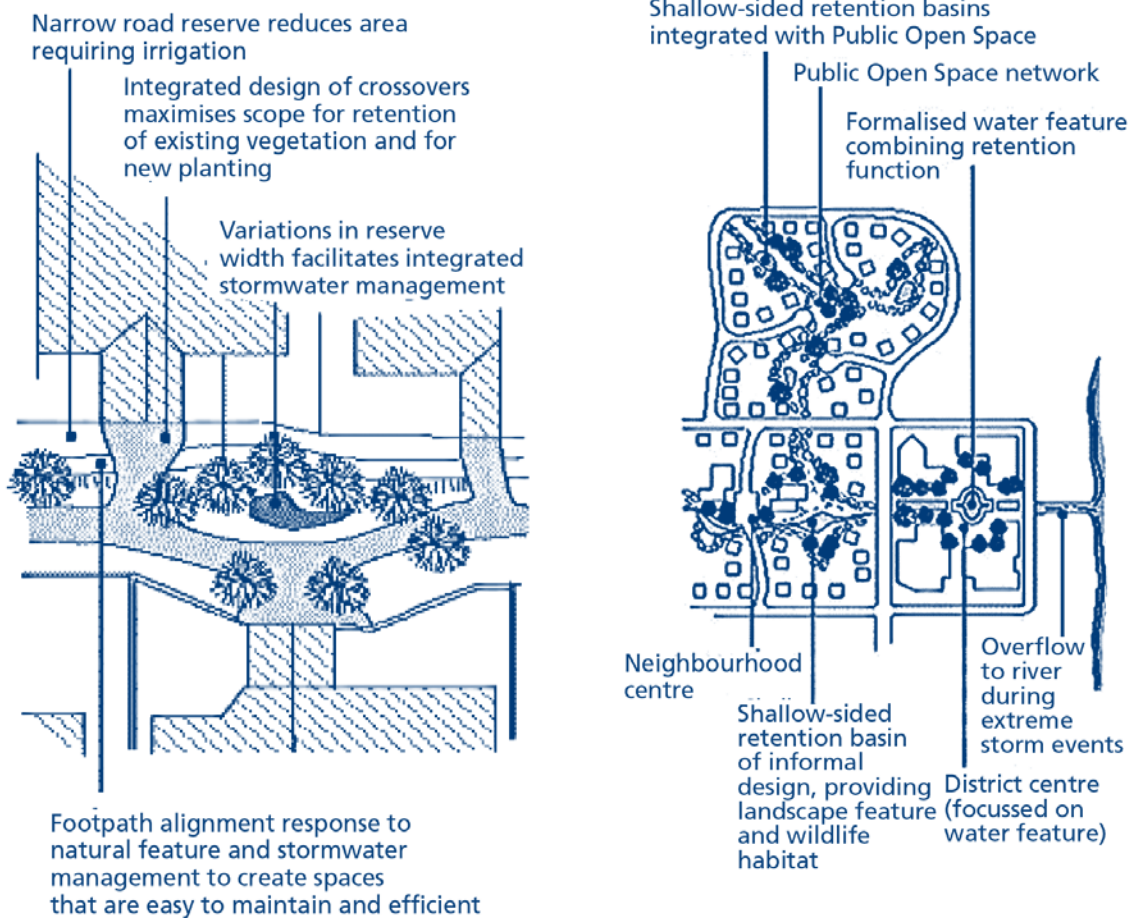 Narrow road reserve reduces area
requiring irrigation
Integrated design of crossovers
maximises scope for retention
of existing vegetation and for
new planting
Variations in reserve
width facilitates integrated
stormwater management
Footpath alignment response to
natural feature and stormwater
management to create spaces
that are easy to maintain and efficient
Shallow-sided retention basins
integrated with Public Open Space
Public Open Space network
Formalised water feature
combining retention
function
Neighbourhood
centre
Shallow-sided
retention basin
of informal
design, providing
landscape feature
and wildlife
habitat
District centre
(focussed on
water feature)
Overflow
to river
during
extreme
storm events